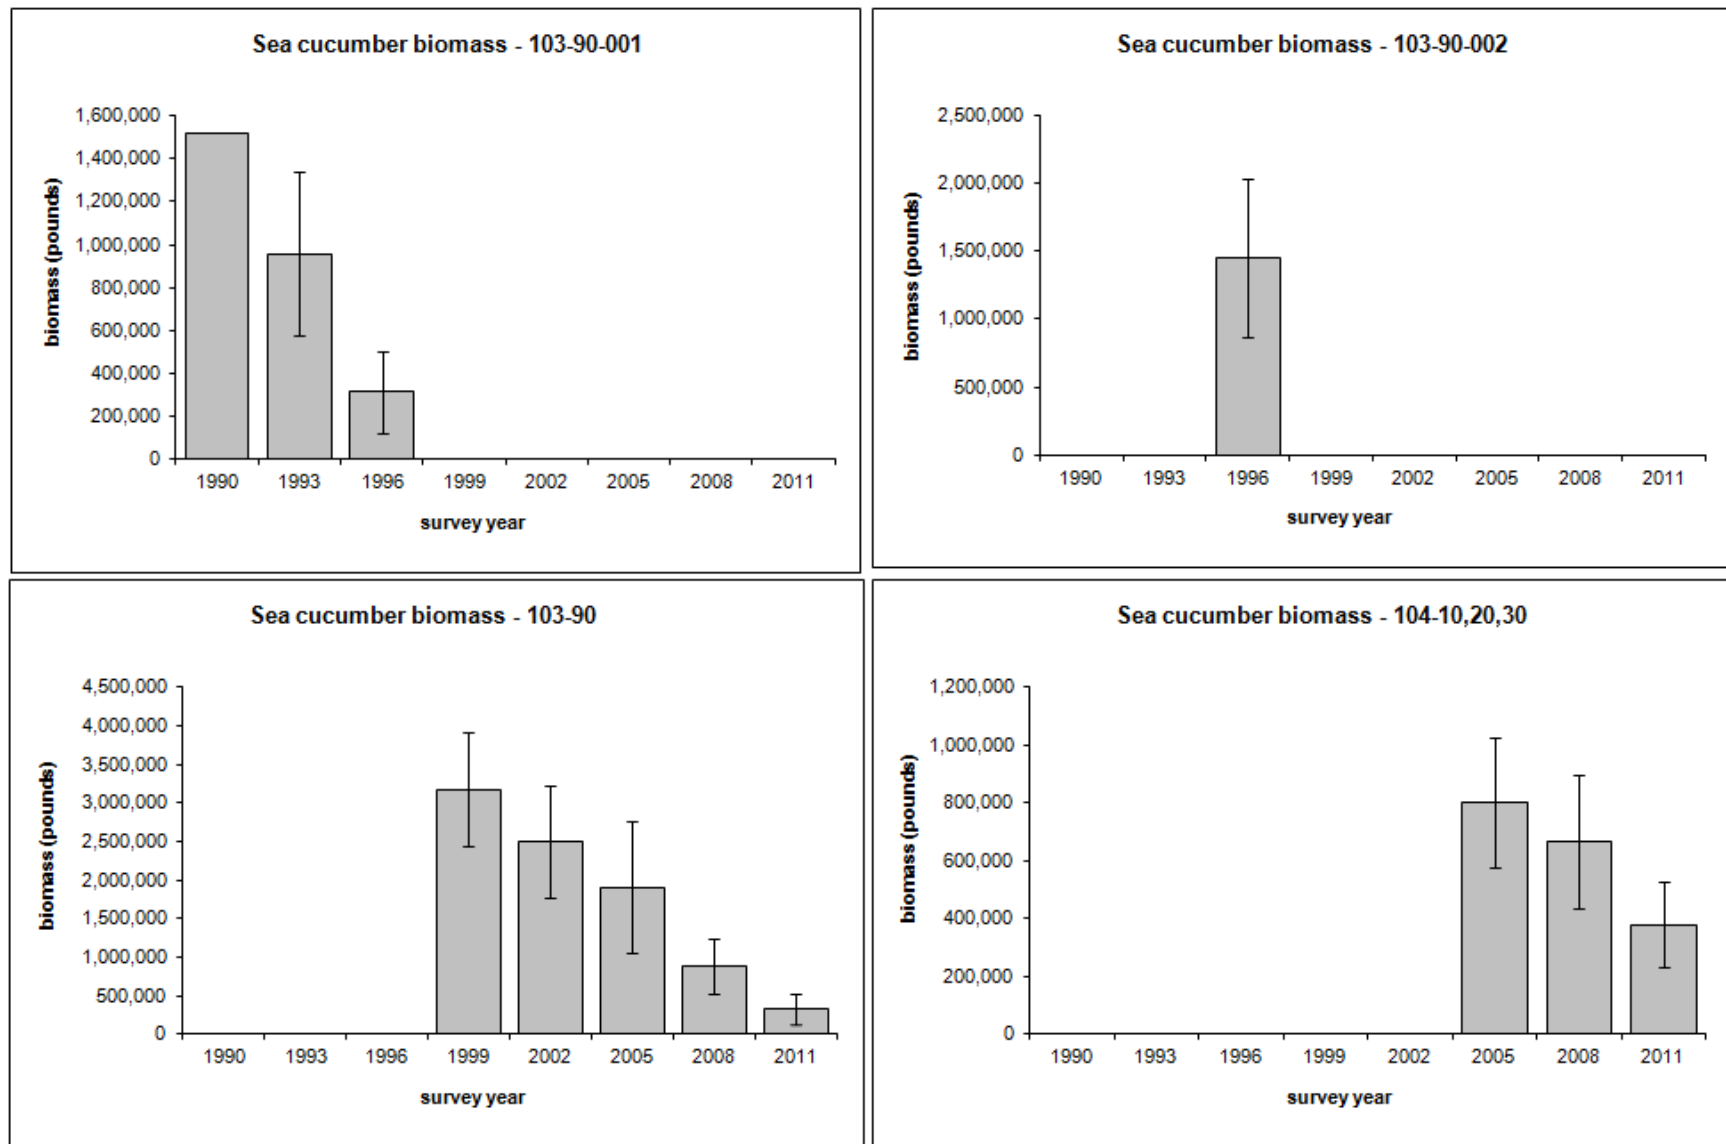 Sea cucumber biomass - 103-90-001
biomass (pounds)
1,600,000
1,400,000
1,200,000
1,000,000
800,000
600,000
400,000
200,000
0
1990 1993 1996 1999 2002 2005 2008 2011
survey year
Sea cucumber biomass - 103-90-002
biomass (pounds)
2,500,000
2,000,000
1,500,000
1,000,000
500,000
0
1990 1993 1996 1999 2002 2005 2008 2011
survey year
Sea cucumber biomass - 103-90
biomass (pounds)
4,500,000
4,000,000
3,500,000
3,000,000
2,500,000
2,000,000
1,500,000
1,000,000
500,000
0
1990 1993 1996 1999 2002 2005 2008 2011
survey year
Sea cucumber biomass - 104-10,20,30
biomass (pounds)
1,200,000
1,000,000
800,000
600,000
400,000
200,000
0
1990 1993 1996 1999 2002 2005 2008 2011
survey year